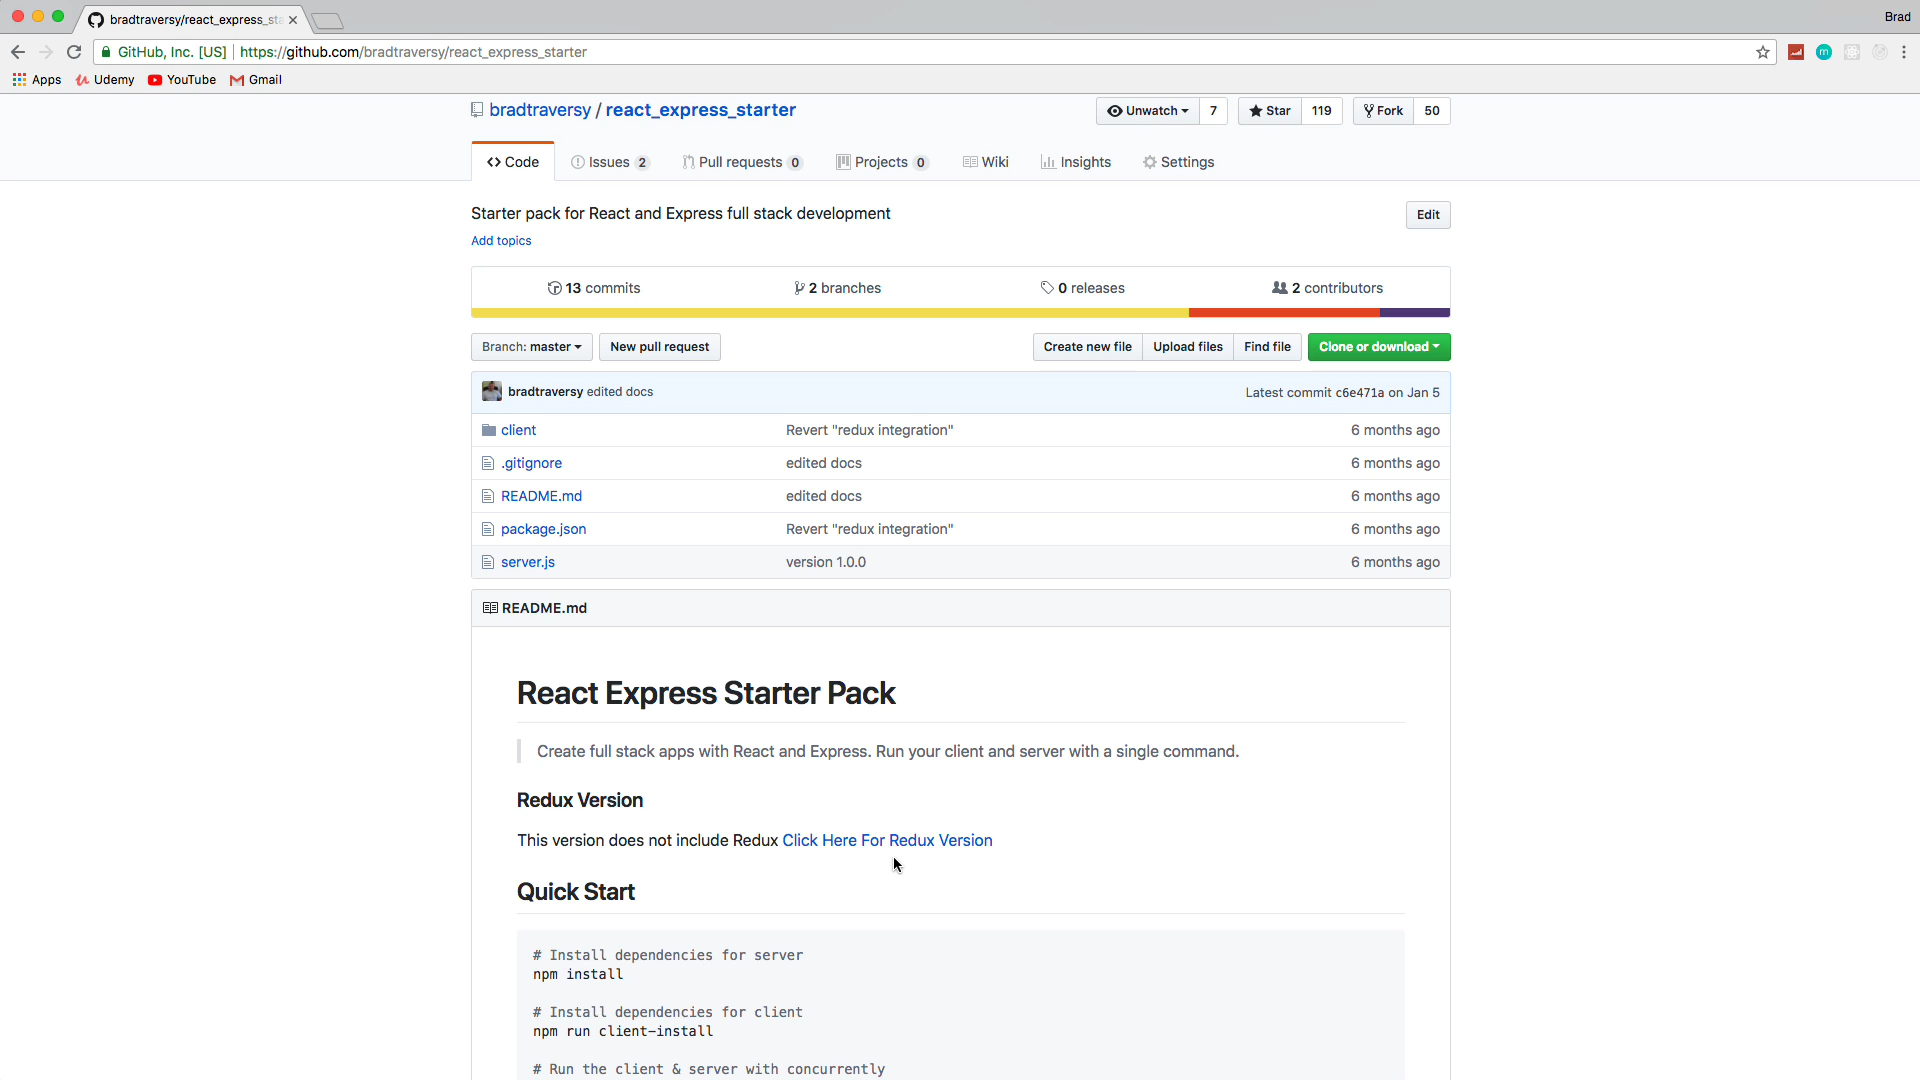 bradtraversy/react_express_sta
Brad
GitHub, Inc. [US] https://github.com/bradtraversy/react_express_starter
m
Apps Udemy YouTube Gmail
bradtraversy / react_express_starter
Unwatch 7 Star 119 Fork 50
Code Issues 2 Pull requests 0 Projects 0 Wiki Insights Settings
Starter pack for React and Express full stack development
Edit
Add topics
13 commits 2 branches 0 releases 2 contributors
Branch: master New pull request Create new file Upload files Find file Clone or download
bradtraversy edited docs Latest commit c6e471a on Jan 5
client Revert "redux integration" 6 months ago
.gitignore edited docs 6 months ago
README.md edited docs 6 months ago
package.json Revert "redux integration" 6 months ago
server.js version 1.0.0 6 months ago
README.md
React Express Starter Pack
Create full stack apps with React and Express. Run your client and server with a single command.
Redux Version
This version does not include Redux Click Here For Redux Version
Quick Start
# Install dependencies for server
npm install
# Install dependencies for client
npm run client-install
# Run the client & server with concurrently